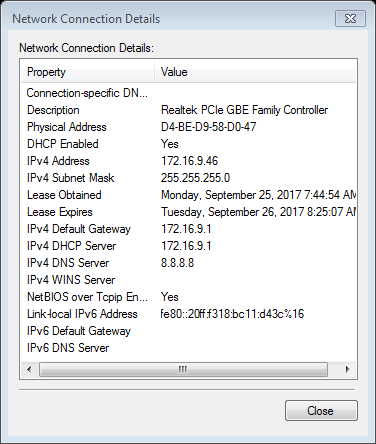 Network Connection Details
Network Connection Details:
Property Value
Connection-specific DN...
Description Realtek PCIe GBE Family Controller
Physical Address D4-BE-D9-58-D0-47
DHCP Enabled Yes
IPv4 Address 172.16.9.46
IPv4 Subnet Mask 255.255.255.0
Lease Obtained Monday, September 25, 2017 7:44:54 AM
Lease Expires Tuesday, September 26, 2017 8:25:07 AM
IPv4 Default Gateway 172.16.9.1
IPv4 DHCP Server 172.16.9.1
IPv4 DNS Server 8.8.8.8
IPv4 WINS Server
NetBIOS over Tcpip En... Yes
Link-local IPv6 Address fe80::20ff:f318:bc11:d43c%16
IPv6 Default Gateway
IPv6 DNS Server
Close